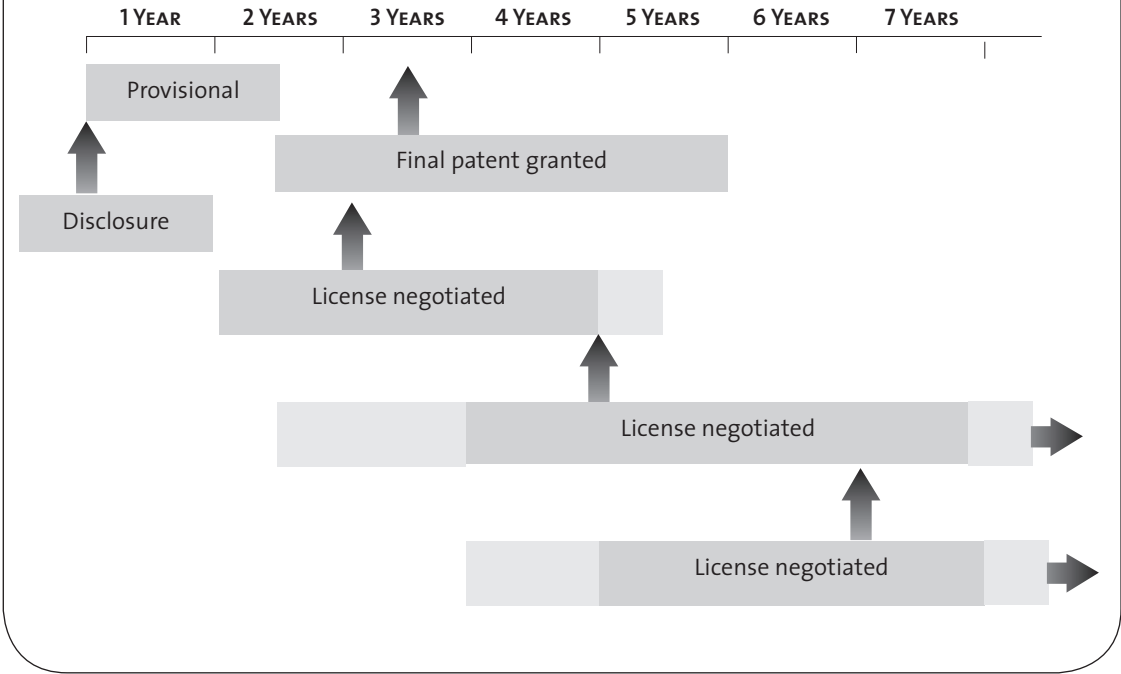 1 YEAR 2 YEARS 3 YEARS 4 YEARS 5 YEARS 6 YEARS 7 YEARS
Provisional
Final patent granted
Disclosure
License negotiated
License negotiated
License negotiated